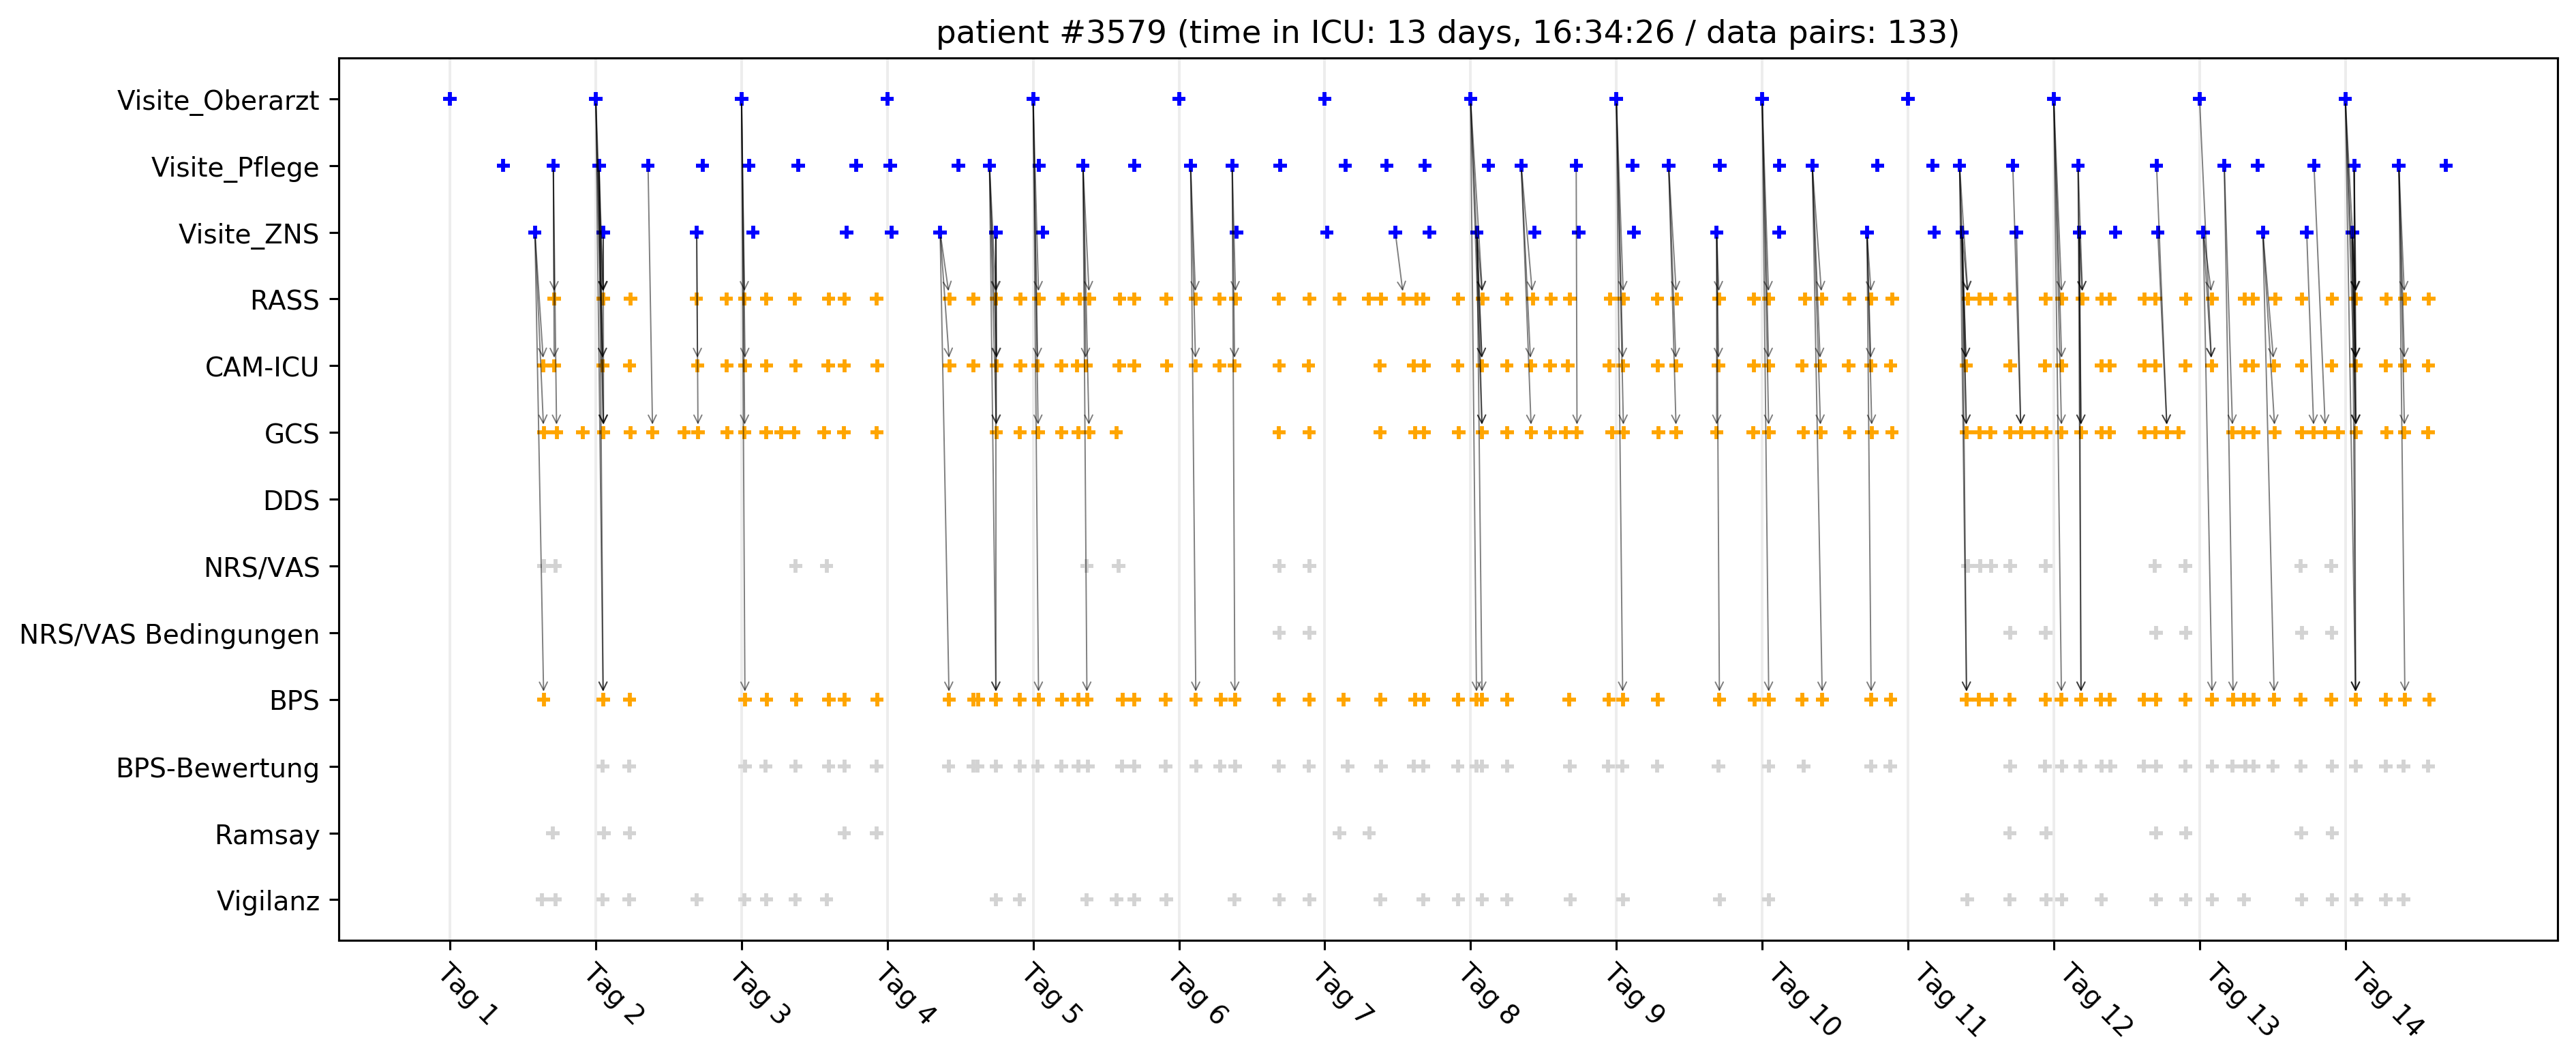 patient #3579 (time in ICU: 13 days, 16:34:26 / data pairs: 133)
Visite_Oberarzt
Visite_Pflege
Visite_ZNS
RASS
CAM-ICU
GCS
DDS
NRS/VAS
NRS/VAS Bedingungen
BPS
BPS-Bewertung
Ramsay
Vigilanz
Tag 1
Tag 2
Tag 3
Tag 4
Tag 5
Tag 6
Tag 7
Tag 8
Tag 9
Tag 10
Tag 11
Tag 12
Tag 13
Tag 14